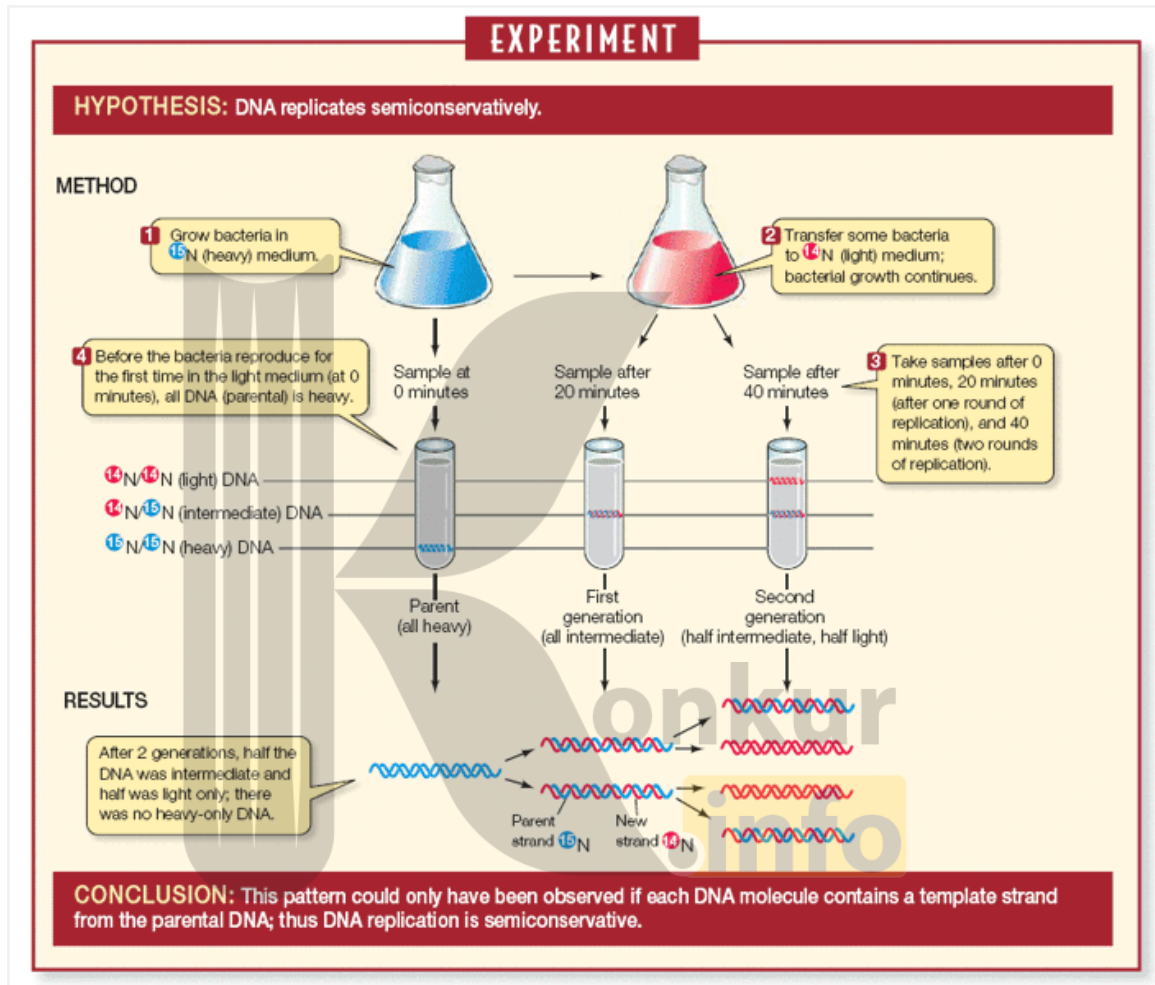 EXPERIMENT
HYPOTHESIS: DNA replicates semiconservatively.
METHOD
1 Grow bacteria in
15N (heavy) medium.
2 Transfer some bacteria
to 14N (light) medium;
bacterial growth continues.
4 Before the bacteria reproduce for
the first time in the light medium (at 0
minutes), all DNA (parental) is heavy.
Sample at
0 minutes
Sample after
20 minutes
Sample after
40 minutes
3 Take samples after 0
minutes, 20 minutes
(after one round of
replication), and 40
minutes (two rounds
of replication).
14N/14N (light) DNA
14N/15N (intermediate) DNA
15N/15N (heavy) DNA
Parent
(all heavy)
First
generation
(all intermediate)
Second
generation
(half intermediate, half light)
RESULTS
After 2 generations, half the
DNA was intermediate and
half was light only; there
was no heavy-only DNA.
Parent
strand 15N
New
strand 14N
Konkur
.info
CONCLUSION: This pattern could only have been observed if each DNA molecule contains a template strand
from the parental DNA; thus DNA replication is semiconservative.